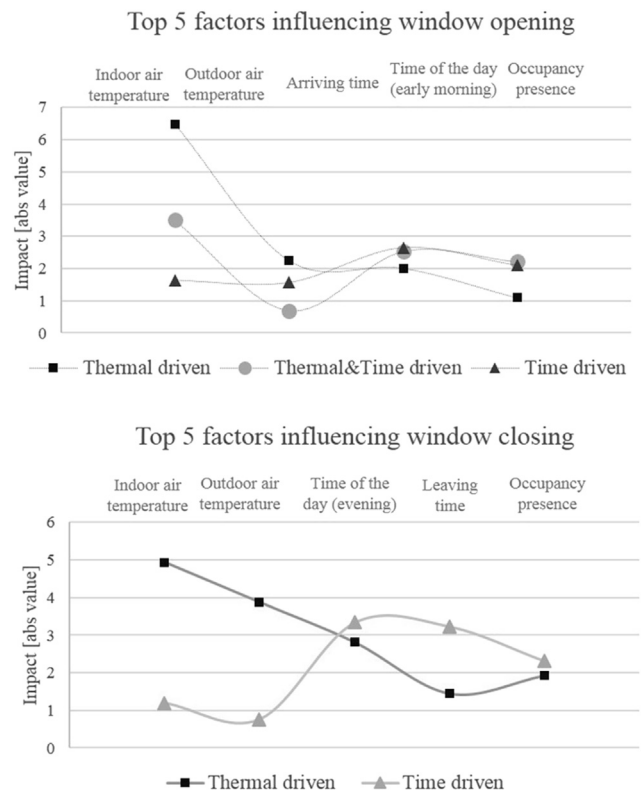 Top 5 factors influencing window opening
Indoor air temperature
Outdoor air temperature
Arriving time
Time of the day (early morning)
Occupancy presence
Impact [abs value]
7
6
5
4
3
2
1
0
Thermal driven
Thermal&Time driven
Time driven
Top 5 factors influencing window closing
Indoor air temperature
Outdoor air temperature
Time of the day (evening)
Leaving time
Occupancy presence
Impact [abs value]
6
5
4
3
2
1
0
Thermal driven
Time driven